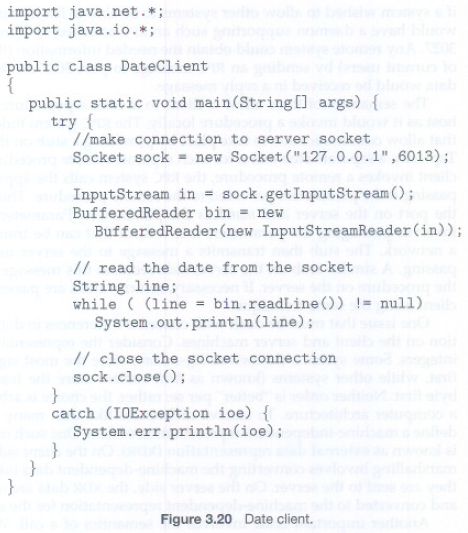 import java.net.*;
import java.io.*;
public class DateClient
{
public static void main(String[] args) {
try {
//make connection to server socket
Socket sock = new Socket("127.0.0.1",6013);
InputStream in = sock.getInputStream();
BufferedReader bin = new
BufferedReader(new InputStreamReader(in));
// read the date from the socket
String line;
while ( (line = bin.readLine()) != null)
System.out.println(line);
// close the socket connection
sock.close();
}
catch (IOException ioe) {
System.err.println(ioe);
}
}
}
Figure 3.20 Date client.